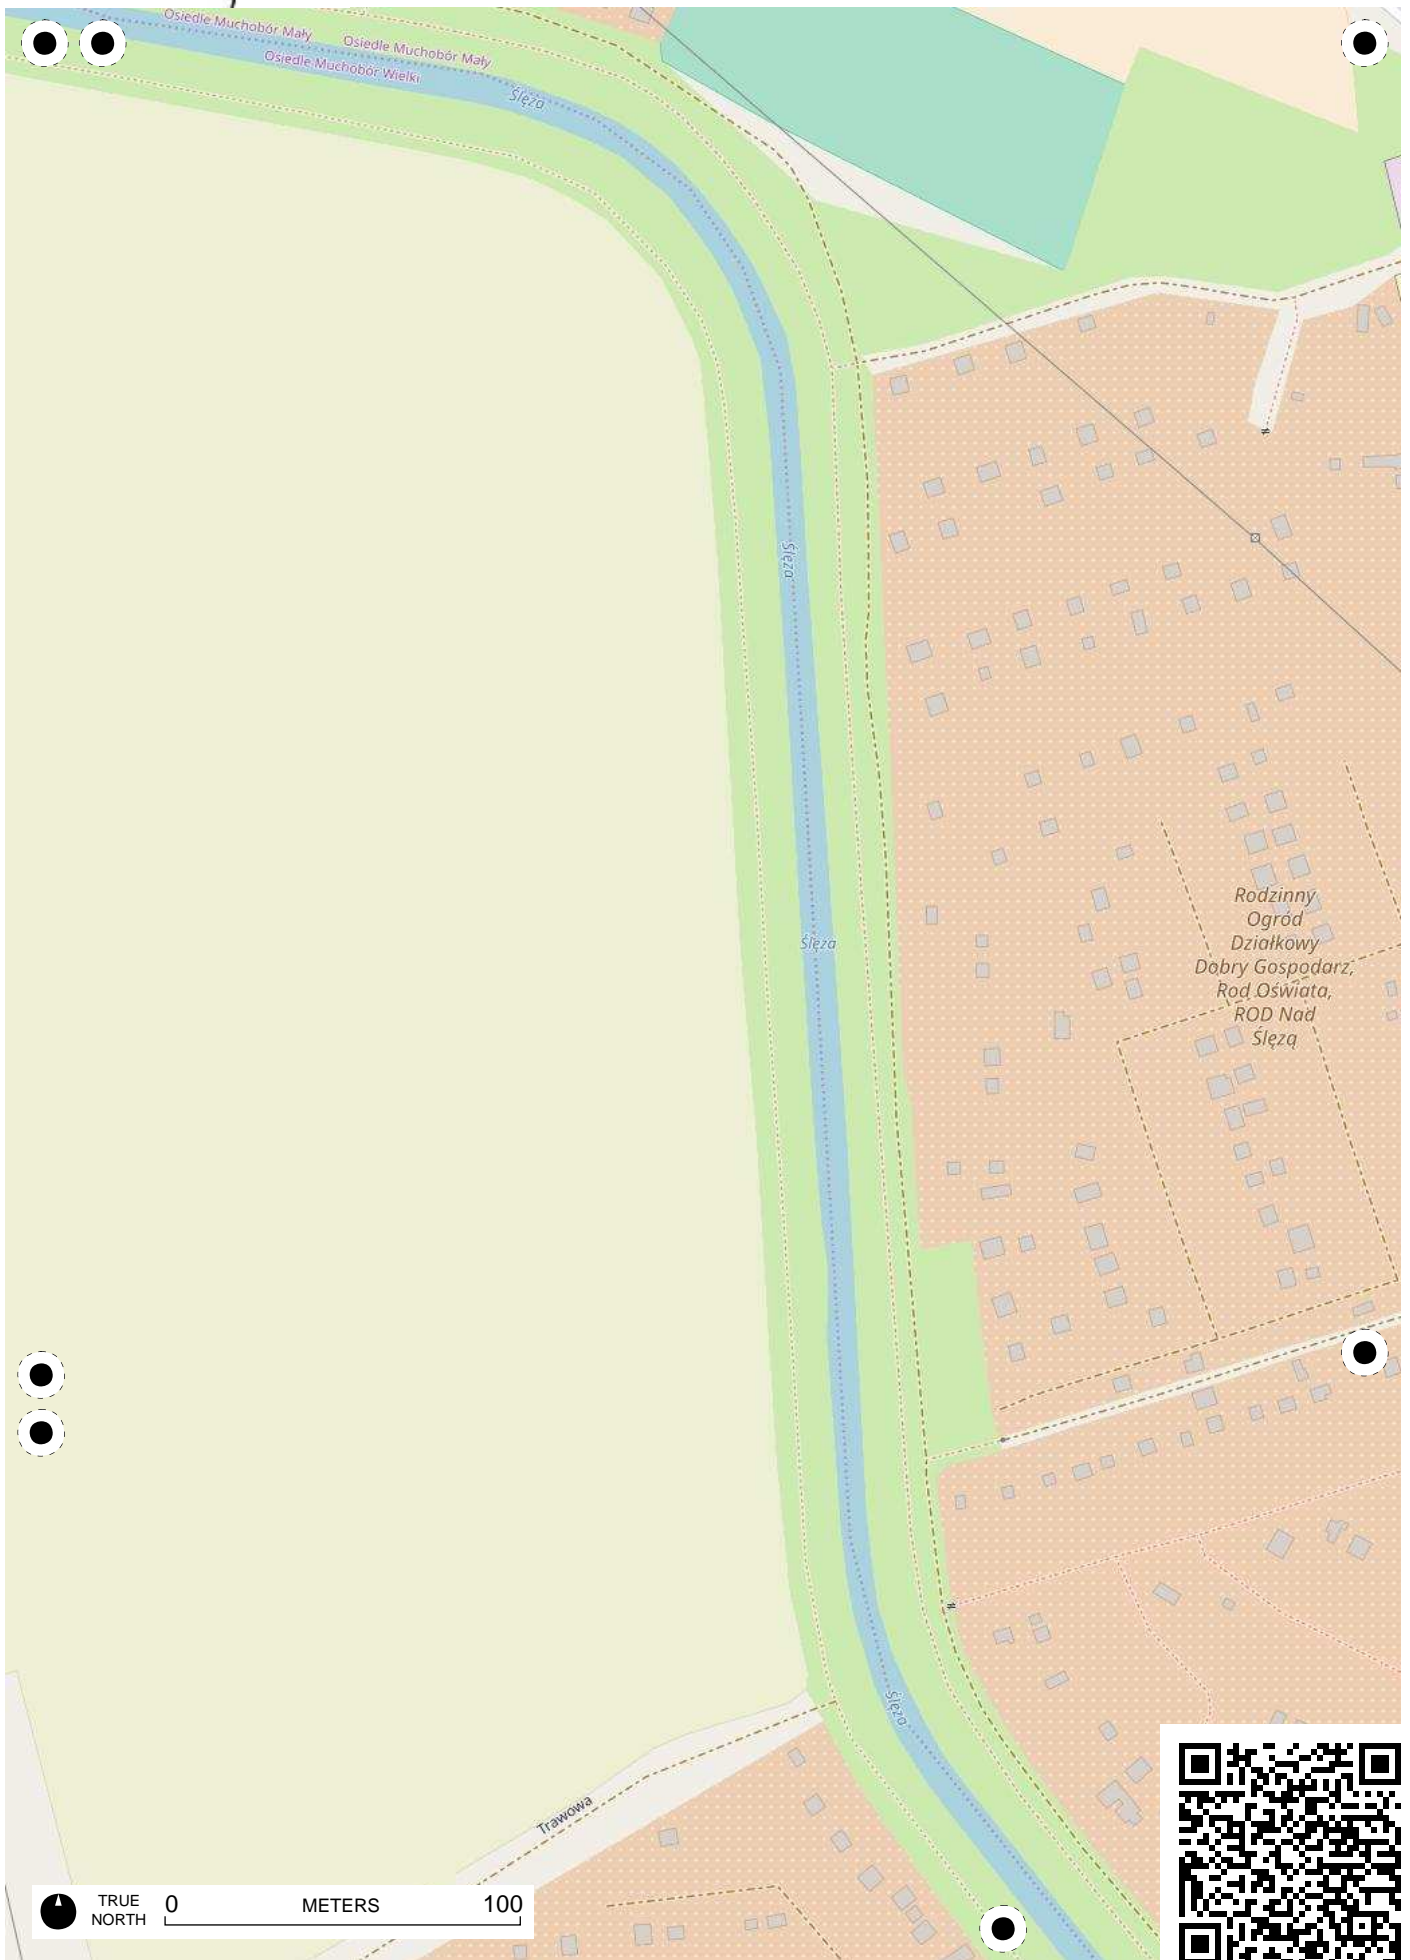 Osiedle Muchobór Mały
Osiedle Muchobór Mały
Osiedle Muchobór Wielki
Ślęza
Ślęza
Ślęza
Rodzinny
Ogród
Działkowy
Dobry Gospodarz,
Rod Oświata,
ROD Nad
Ślęzą
Ślęza
Trawowa
TRUE
NORTH
0 METERS 100